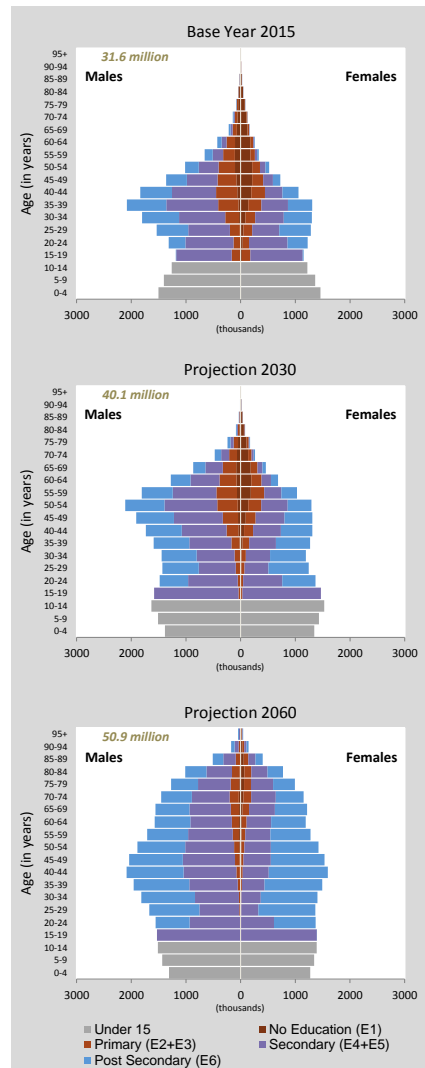 Base Year 2015
31.6 million
Males
Females
Age (in years)
95+
90-94
85-89
80-84
75-79
70-74
65-69
60-64
55-59
50-54
45-49
40-44
35-39
30-34
25-29
20-24
15-19
10-14
5-9
0-4
3000 2000 1000 0 1000 2000 3000
(thousands)
Projection 2030
40.1 million
Males
Females
Age (in years)
95+
90-94
85-89
80-84
75-79
70-74
65-69
60-64
55-59
50-54
45-49
40-44
35-39
30-34
25-29
20-24
15-19
10-14
5-9
0-4
3000 2000 1000 0 1000 2000 3000
(thousands)
Projection 2060
50.9 million
Males
Females
Age (in years)
95+
90-94
85-89
80-84
75-79
70-74
65-69
60-64
55-59
50-54
45-49
40-44
35-39
30-34
25-29
20-24
15-19
10-14
5-9
0-4
3000 2000 1000 0 1000 2000 3000
(thousands)
Under 15
No Education (E1)
Primary (E2+E3)
Secondary (E4+E5)
Post Secondary (E6)